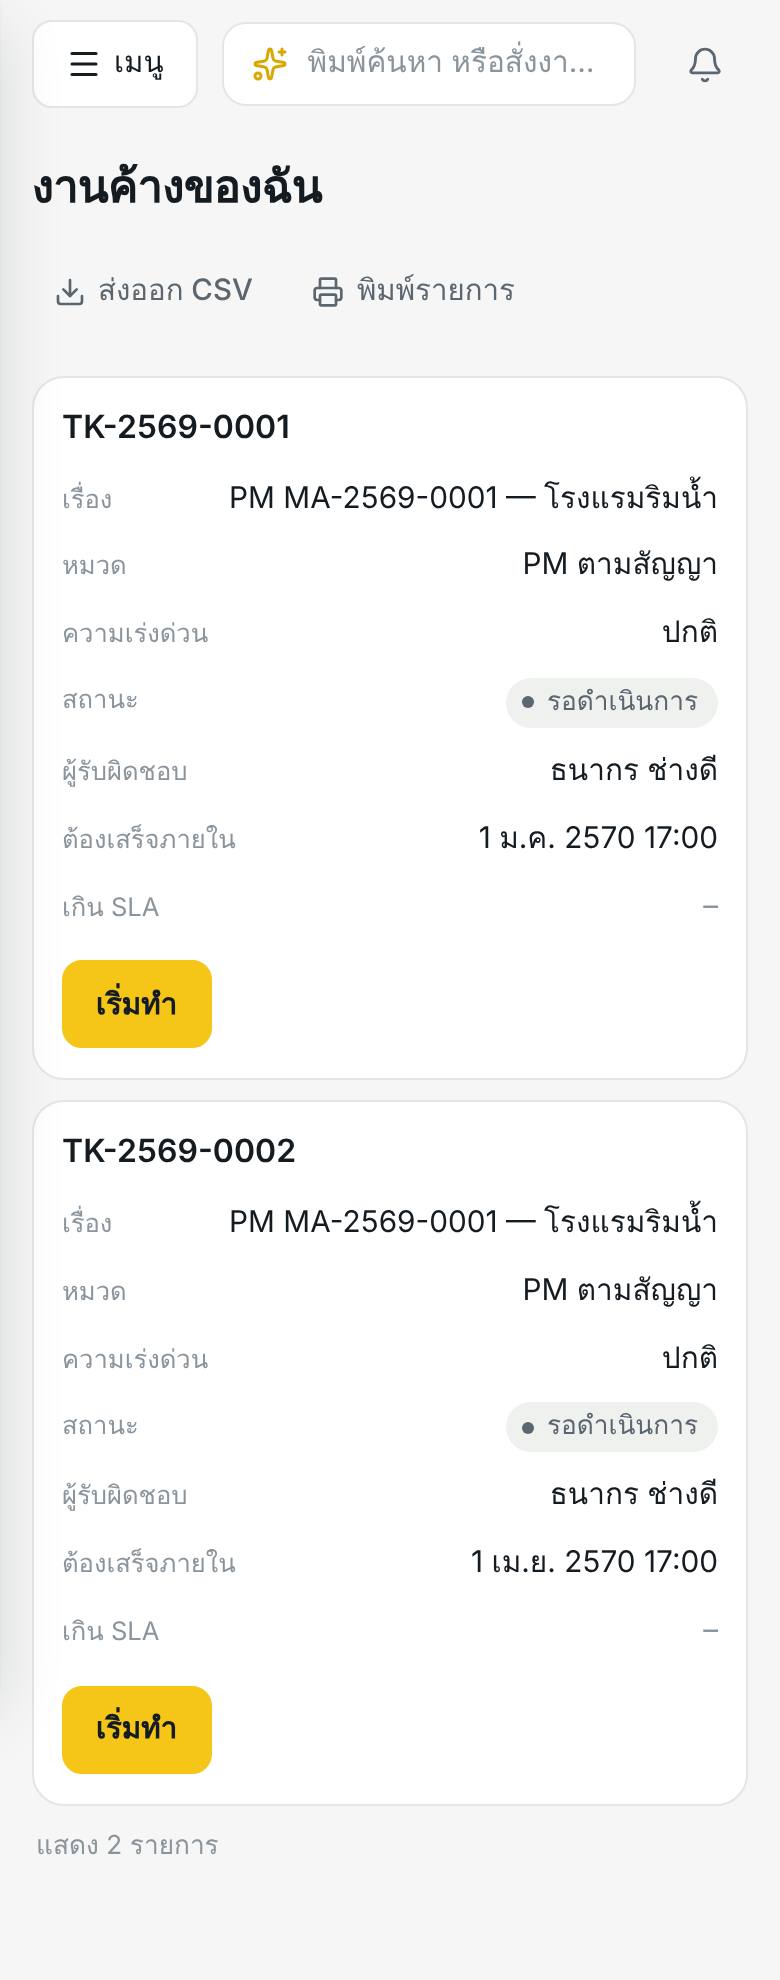 เมนู
พิมพ์ค้นหา หรือสั่งงา...
งานค้างของฉัน
ส่งออก CSV
พิมพ์รายการ
TK-2569-0001
เรื่อง PM MA-2569-0001 — โรงแรมริมน้ำ
หมวด PM ตามสัญญา
ความเร่งด่วน ปกติ
สถานะ รอดำเนินการ
ผู้รับผิดชอบ ธนากร ช่างดี
ต้องเสร็จภายใน 1 ม.ค. 2570 17:00
เกิน SLA –
เริ่มทำ
TK-2569-0002
เรื่อง PM MA-2569-0001 — โรงแรมริมน้ำ
หมวด PM ตามสัญญา
ความเร่งด่วน ปกติ
สถานะ รอดำเนินการ
ผู้รับผิดชอบ ธนากร ช่างดี
ต้องเสร็จภายใน 1 เม.ย. 2570 17:00
เกิน SLA –
เริ่มทำ
แสดง 2 รายการ